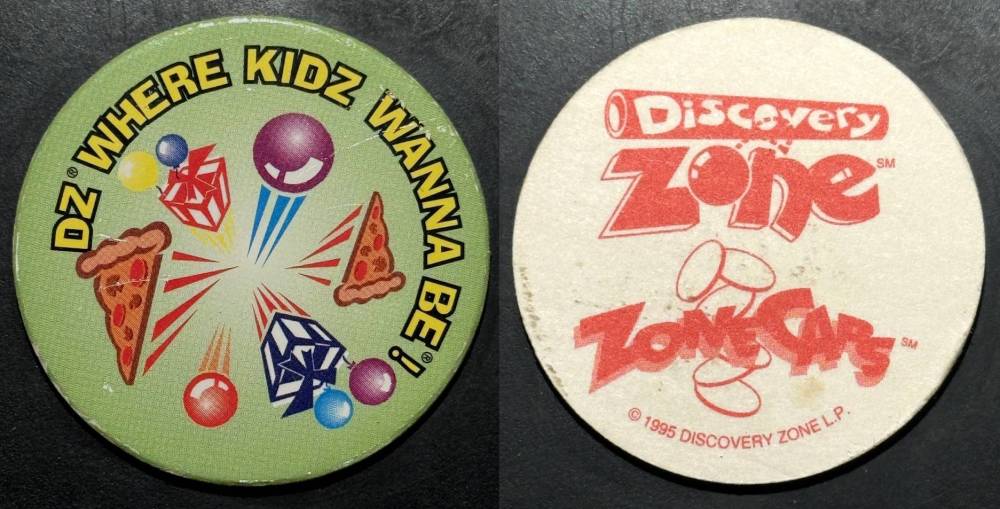 DZ® WHERE KIDZ WANNA BE!®
Discovery
Zone℠
ZONECAPS℠
© 1995 DISCOVERY ZONE L.P.